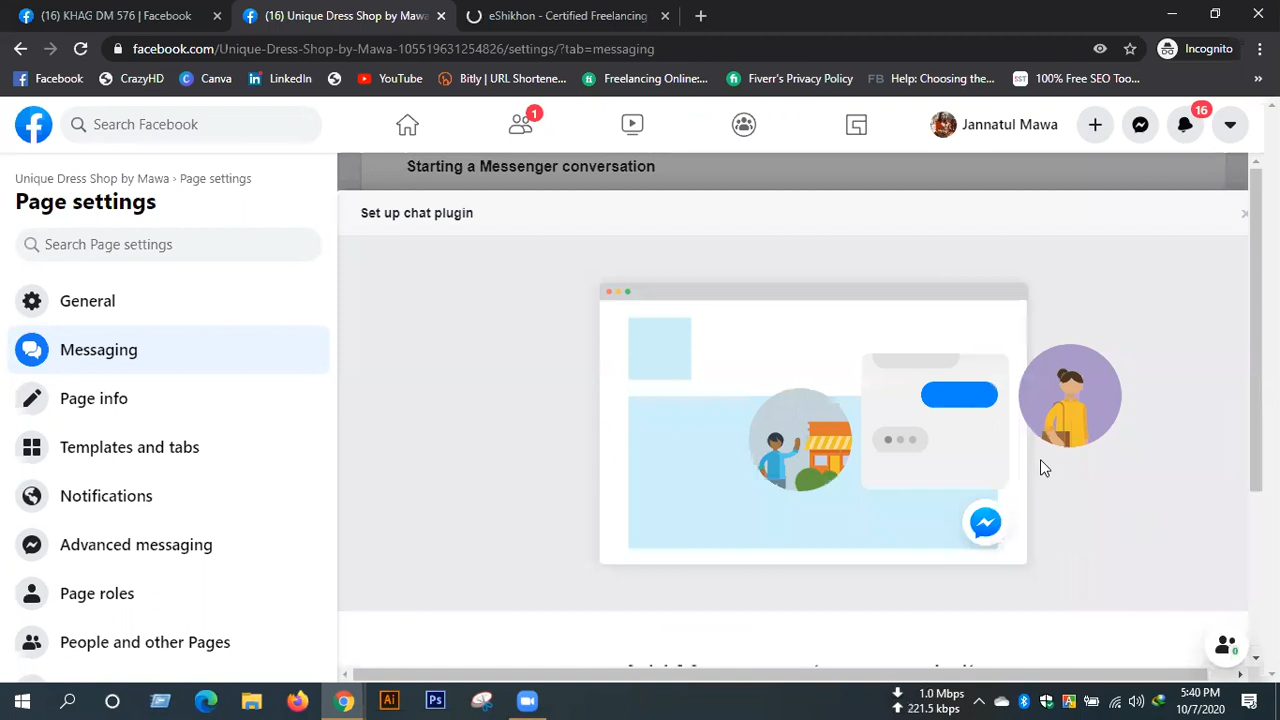 (16) KHAG DM 576 | Facebook
(16) Unique Dress Shop by Mawa
eShikhon - Certified Freelancing
facebook.com/Unique-Dress-Shop-by-Mawa-105519631254826/settings/?tab=messaging
Incognito
Facebook
CrazyHD
Canva
LinkedIn
YouTube
Bitly | URL Shortene...
Freelancing Online:...
Fiverr's Privacy Policy
FB Help: Choosing the...
SST 100% Free SEO Too...
Search Facebook
1
Jannatul Mawa
16
Unique Dress Shop by Mawa › Page settings
Page settings
Search Page settings
General
Messaging
Page info
Templates and tabs
Notifications
Advanced messaging
Page roles
People and other Pages
Starting a Messenger conversation
Set up chat plugin
0
Ai
Ps
1.0 Mbps
221.5 kbps
5:40 PM
10/7/2020